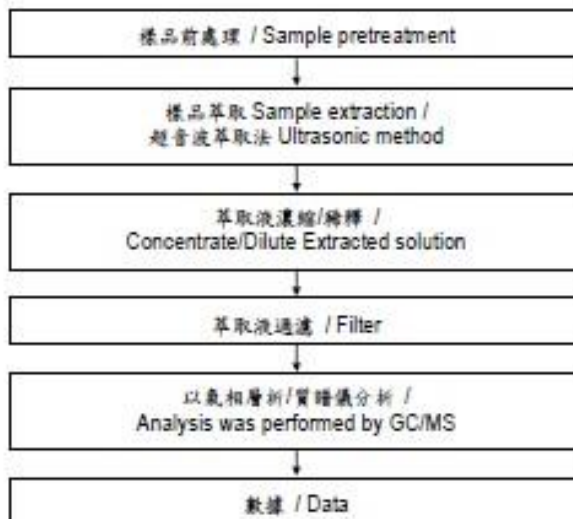 樣品前處理 / Sample pretreatment
樣品萃取 Sample extraction /
超音波萃取法 Ultrasonic method
萃取液濃縮/稀釋 /
Concentrate/Dilute Extracted solution
萃取液過濾 / Filter
以氣相層析/質譜儀分析 /
Analysis was performed by GC/MS
數據 / Data